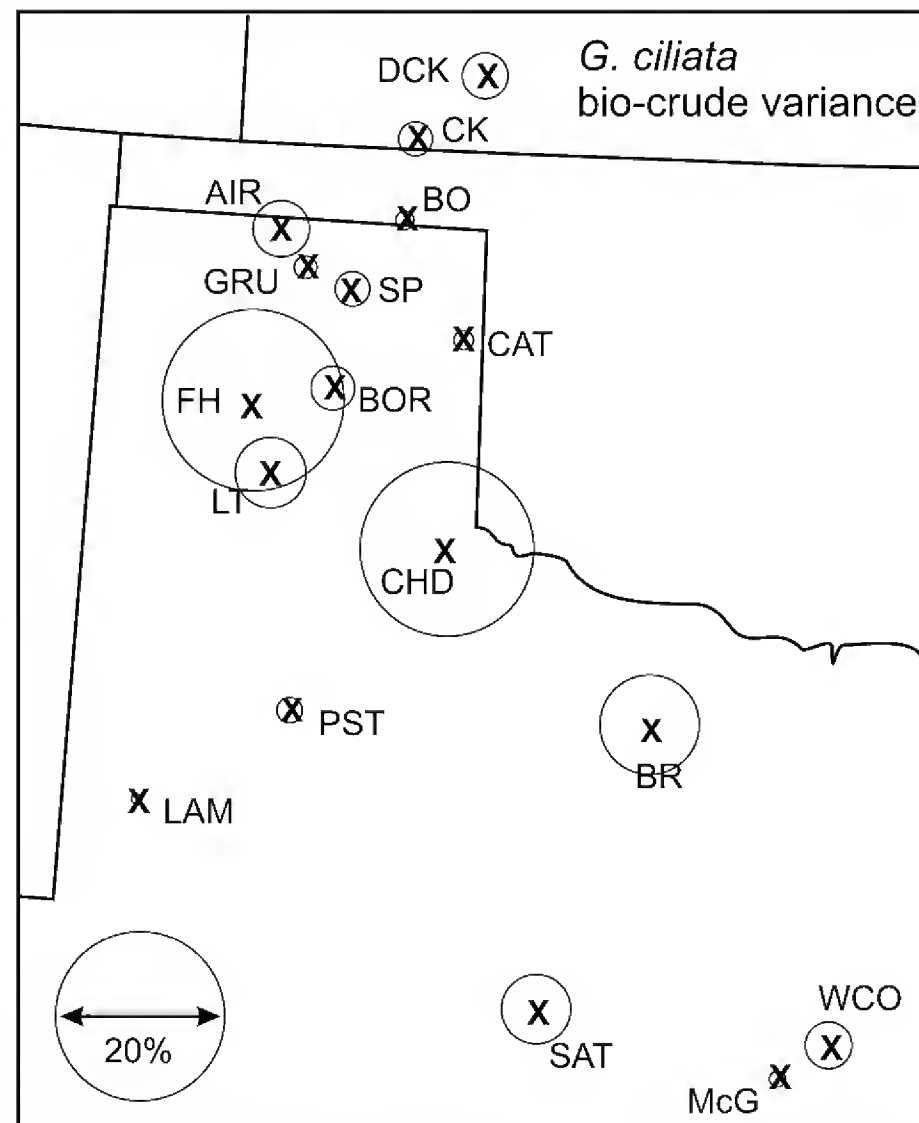 G. ciliata
bio-crude variance
DCK
CK
AIR
BO
GRU
SP
CAT
FH
BOR
LT
CHD
PST
BR
LAM
20%
SAT
WCO
McG